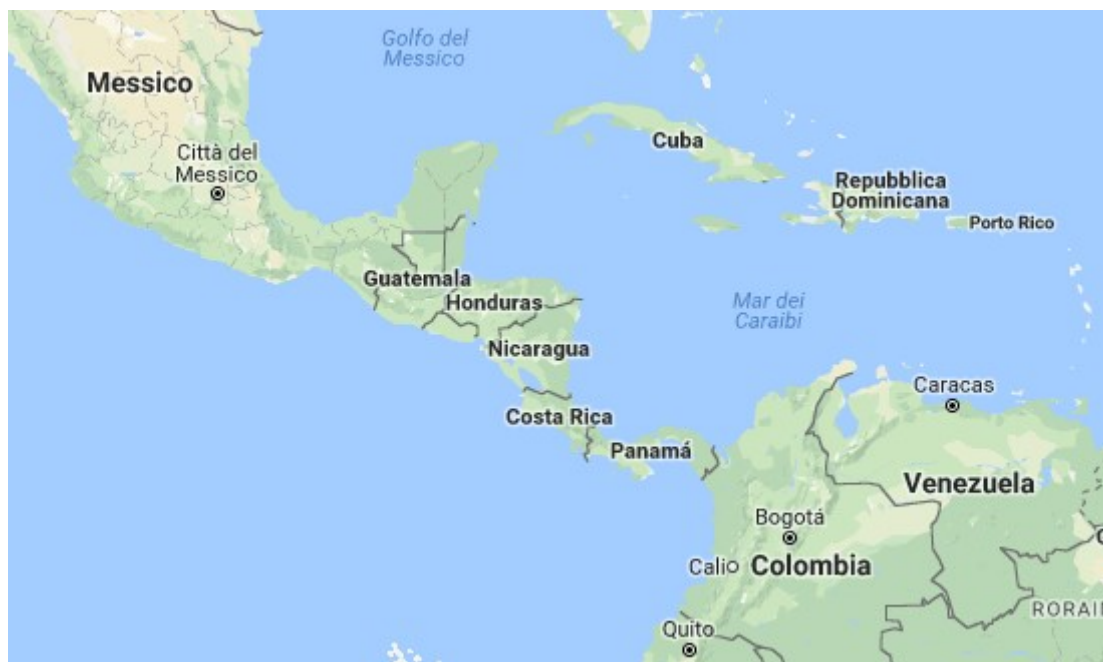 Golfo del
Messico
Messico
Cuba
Città del
Messico
Repubblica
Dominicana
Porto Rico
Guatemala
Honduras
Mar dei
Caraibi
Nicaragua
Caracas
Costa Rica
Panamá
Venezuela
Bogotá
Cali
Colombia
RORAI
Quito